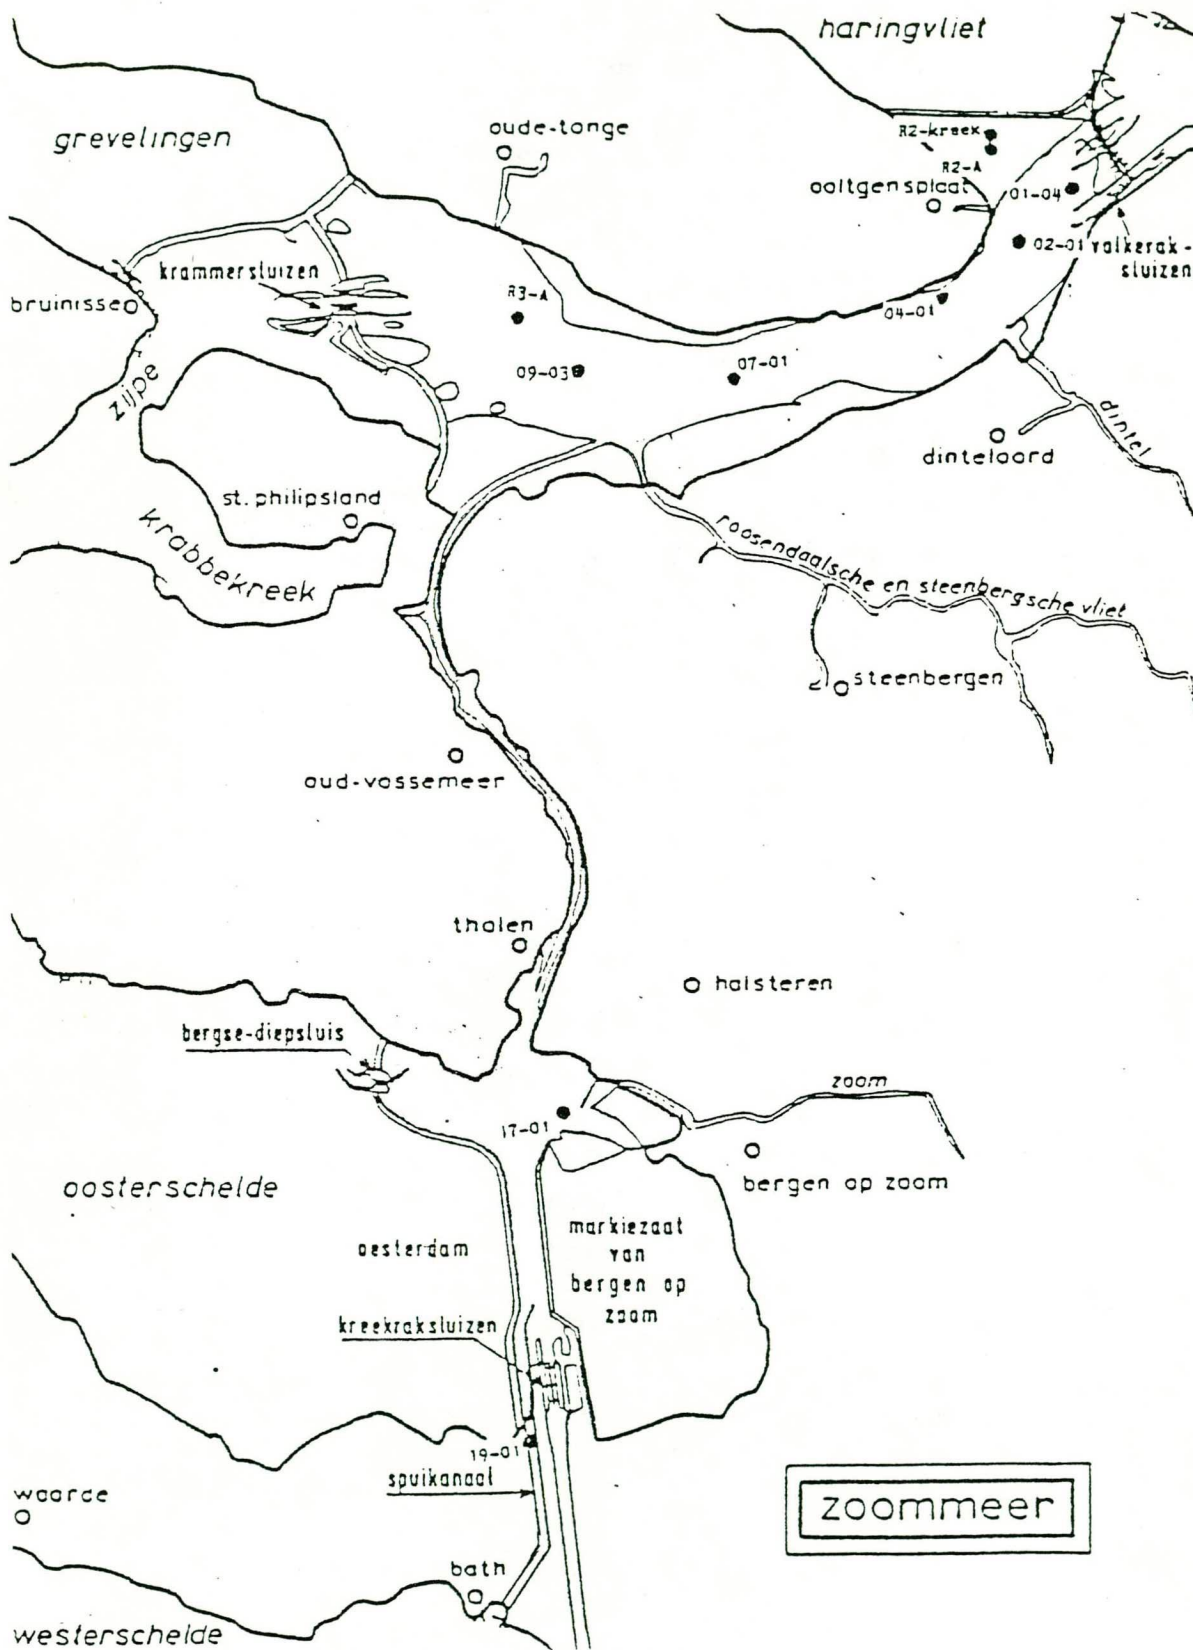 haringvliet
grevelingen
oude-tonge
R2-kreek
R2-A
ooltgensplaat
01-04
02-01
volkerak-
sluizen
krammersluizen
bruinisse
R3-A
04-01
09-03
07-01
zijpe
dintel
dinteloord
st. philipsland
krabbekreek
roosendaalsche en steenbergsche vliet
steenbergen
oud-vossemeer
tholen
halsteren
bergse-diepsluis
zoom
17-01
bergen op zoom
oosterschelde
oesterdam
markiezaat
van
bergen op
zoom
kreekraksluizen
19-01
spuikanaal
waarde
zoommeer
bath
westerschelde